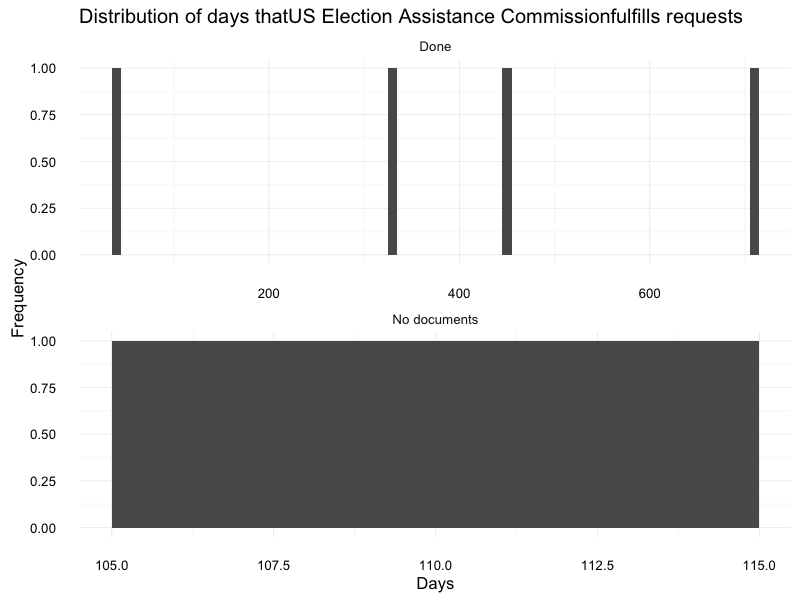 Distribution of days thatUS Election Assistance Commissionfulfills requests
Done
1.00
0.75
0.50
0.25
0.00
200 400 600
Frequency
No documents
1.00
0.75
0.50
0.25
0.00
105.0 107.5 110.0 112.5 115.0
Days